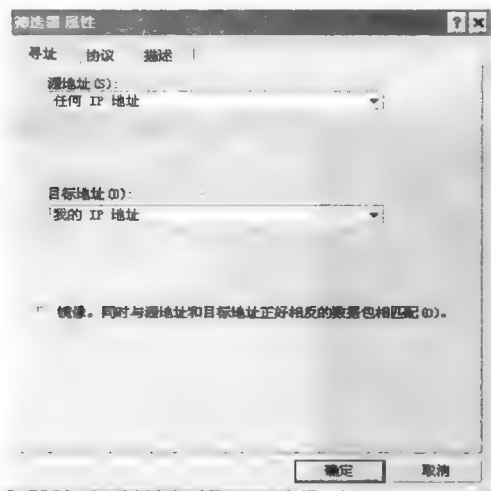 筛选器 属性
寻址 协议 描述
源地址(S):
任何 IP 地址
目标地址(D):
我的 IP 地址
镜像。同时与源地址和目标地址正好相反的数据包相匹配(O)。
确定 取消